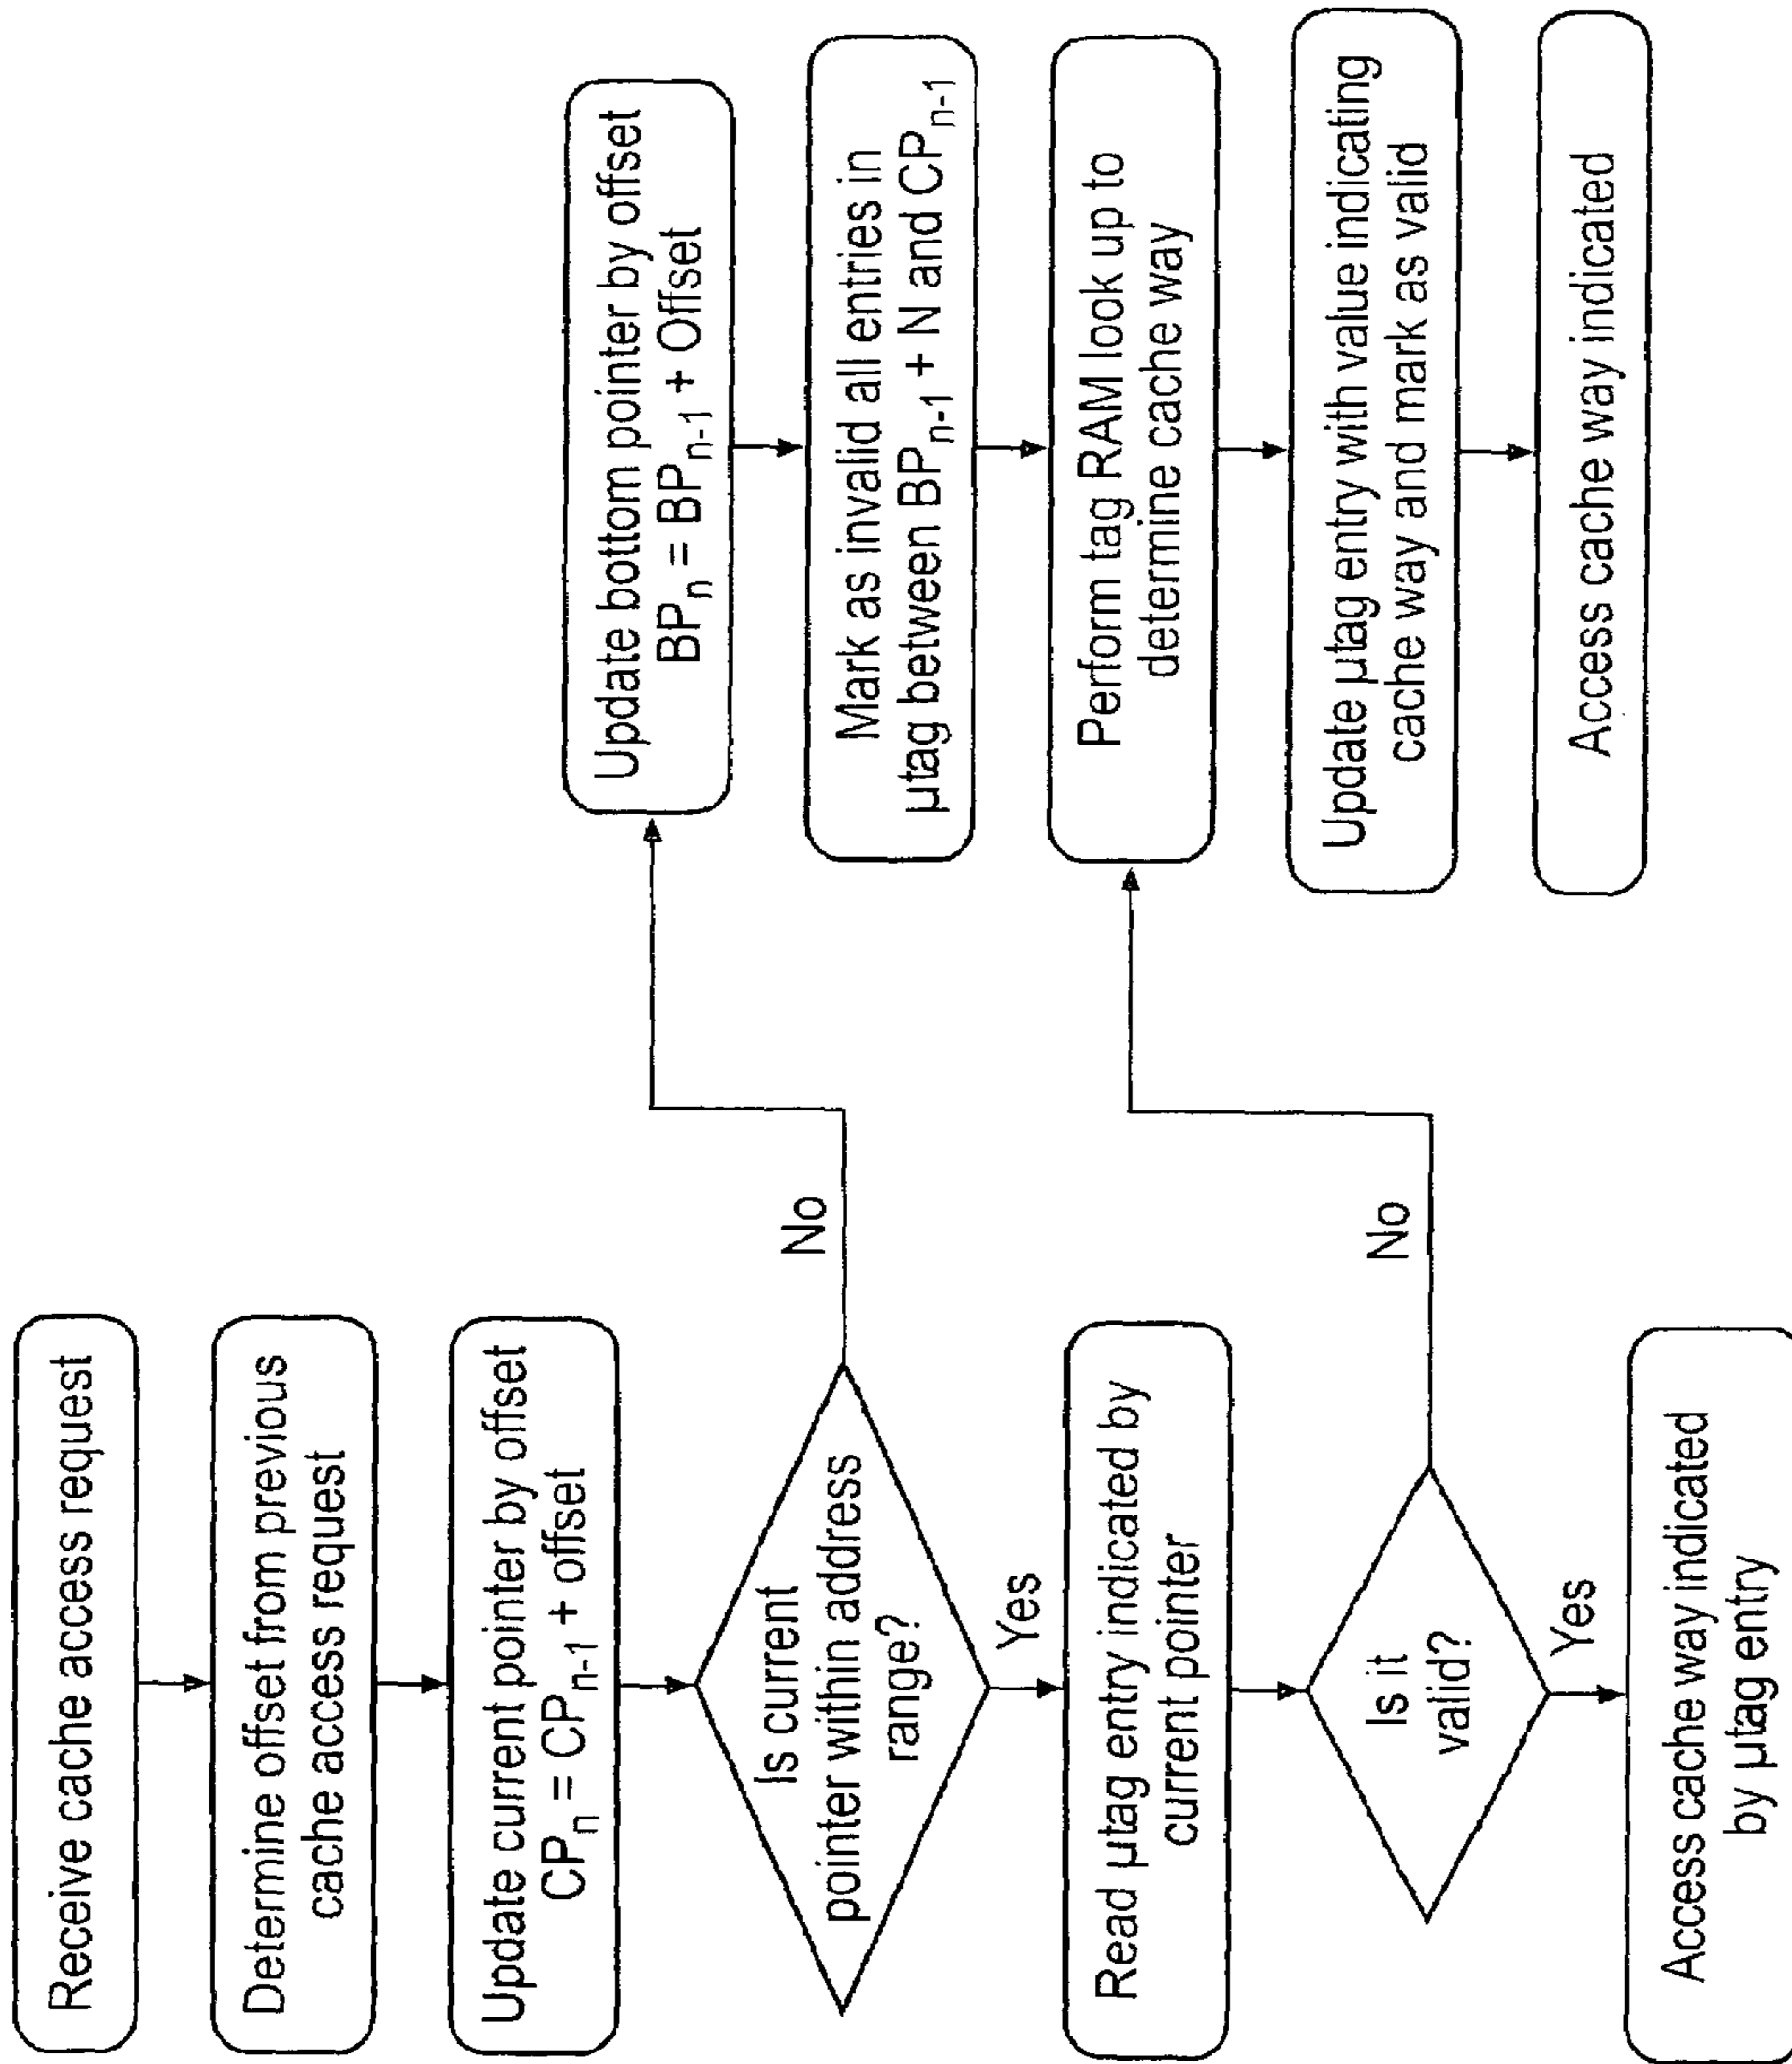 Receive cache access request
Determine offset from previous
cache access request
Update current pointer by offset
CPₙ = CPₙ₋₁ + offset
Is current
pointer within address
range?
No
Yes
Read µtag entry indicated by
current pointer
Is it
valid?
No
Yes
Access cache way indicated
by µtag entry
Update bottom pointer by offset
BPₙ = BPₙ₋₁ + Offset
Mark as invalid all entries in
µtag between BPₙ₋₁ + N and CPₙ₋₁
Perform tag RAM look up to
determine cache way
Update µtag entry with value indicating
cache way and mark as valid
Access cache way indicated